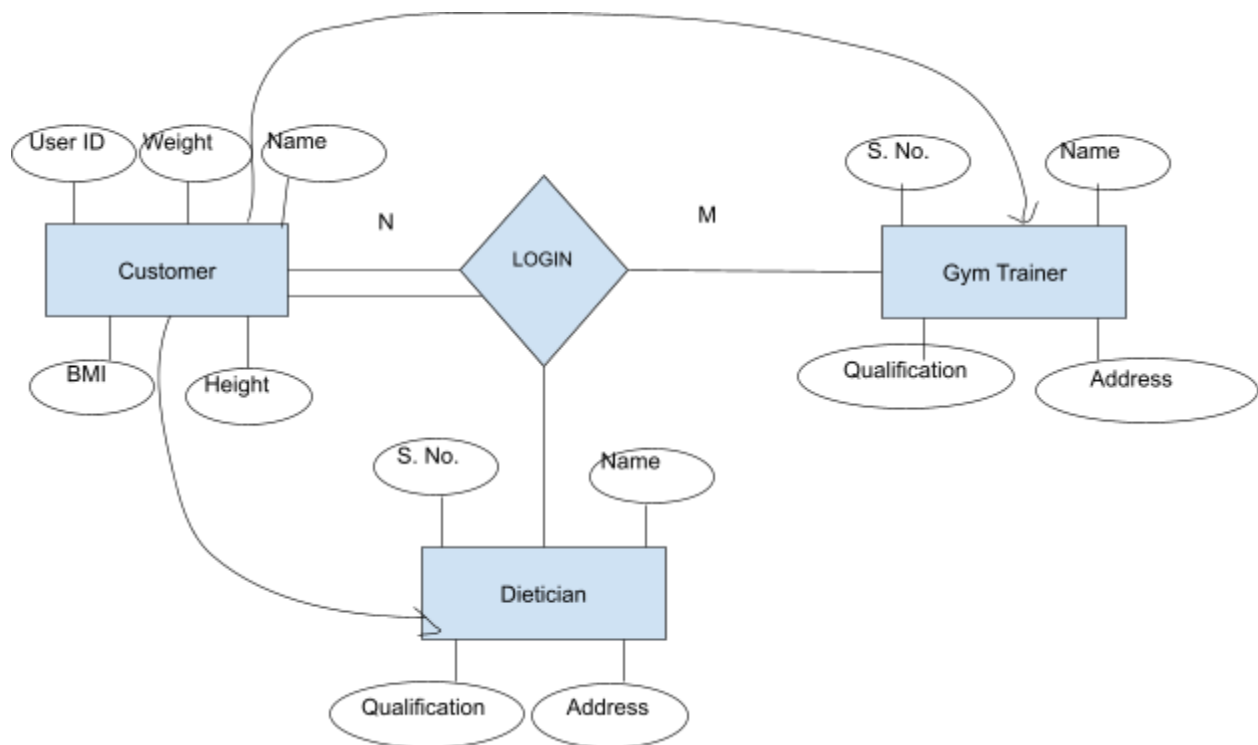 User ID
Weight
Name
S. No.
Name
N
M
LOGIN
Customer
Gym Trainer
BMI
Height
Qualification
Address
S. No.
Name
Dietician
Qualification
Address